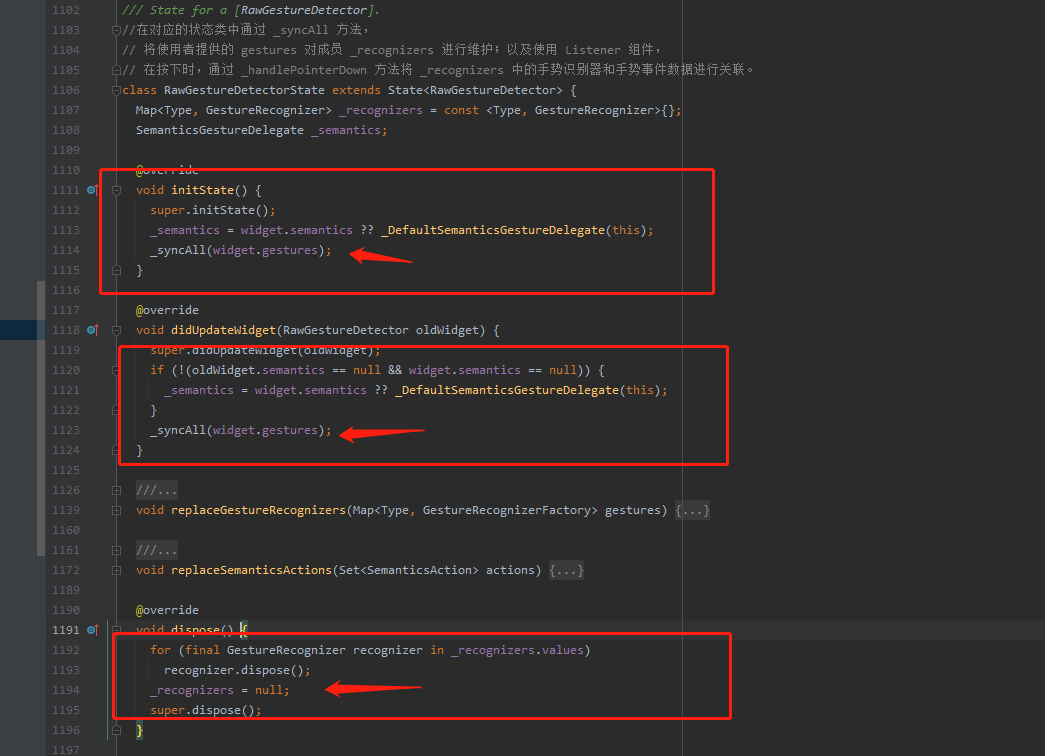 1102 /// State for a [RawGestureDetector].
1103 //在对应的状态类中通过 _syncAll 方法，
1104 // 将使用者提供的 gestures 对成员 _recognizers 进行维护；以及使用 Listener 组件，
1105 // 在按下时，通过 _handlePointerDown 方法将 _recognizers 中的手势识别器和手势事件数据进行关联。
1106 class RawGestureDetectorState extends State<RawGestureDetector> {
1107 Map<Type, GestureRecognizer> _recognizers = const <Type, GestureRecognizer>{};
1108 SemanticsGestureDelegate _semantics;
1109
1110 @override
1111 void initState() {
1112 super.initState();
1113 _semantics = widget.semantics ?? _DefaultSemanticsGestureDelegate(this);
1114 _syncAll(widget.gestures);
1115 }
1116
1117 @override
1118 void didUpdateWidget(RawGestureDetector oldWidget) {
1119 super.didUpdateWidget(oldWidget);
1120 if (!(oldWidget.semantics == null && widget.semantics == null)) {
1121 _semantics = widget.semantics ?? _DefaultSemanticsGestureDelegate(this);
1122 }
1123 _syncAll(widget.gestures);
1124 }
1125
1126 ///...
1139 void replaceGestureRecognizers(Map<Type, GestureRecognizerFactory> gestures) {...}
1160
1161 ///...
1172 void replaceSemanticsActions(Set<SemanticsAction> actions) {...}
1189
1190 @override
1191 void dispose() {
1192 for (final GestureRecognizer recognizer in _recognizers.values)
1193 recognizer.dispose();
1194 _recognizers = null;
1195 super.dispose();
1196 }
1197